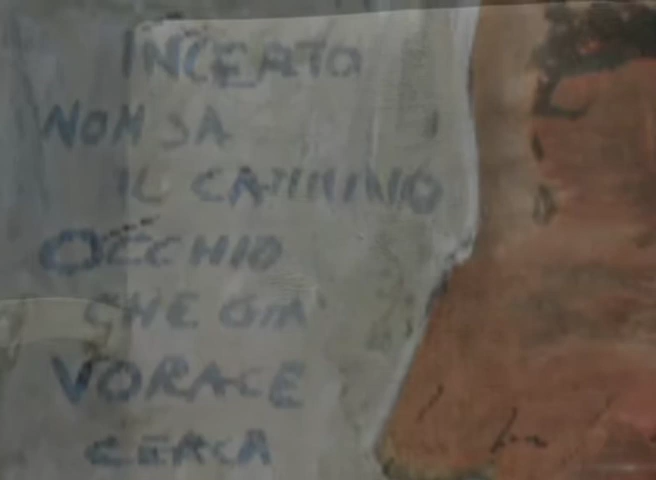 INCERTO
NON SA
IL CAMMINO
OCCHIO
CHE GIA'
VORACE
CERCA